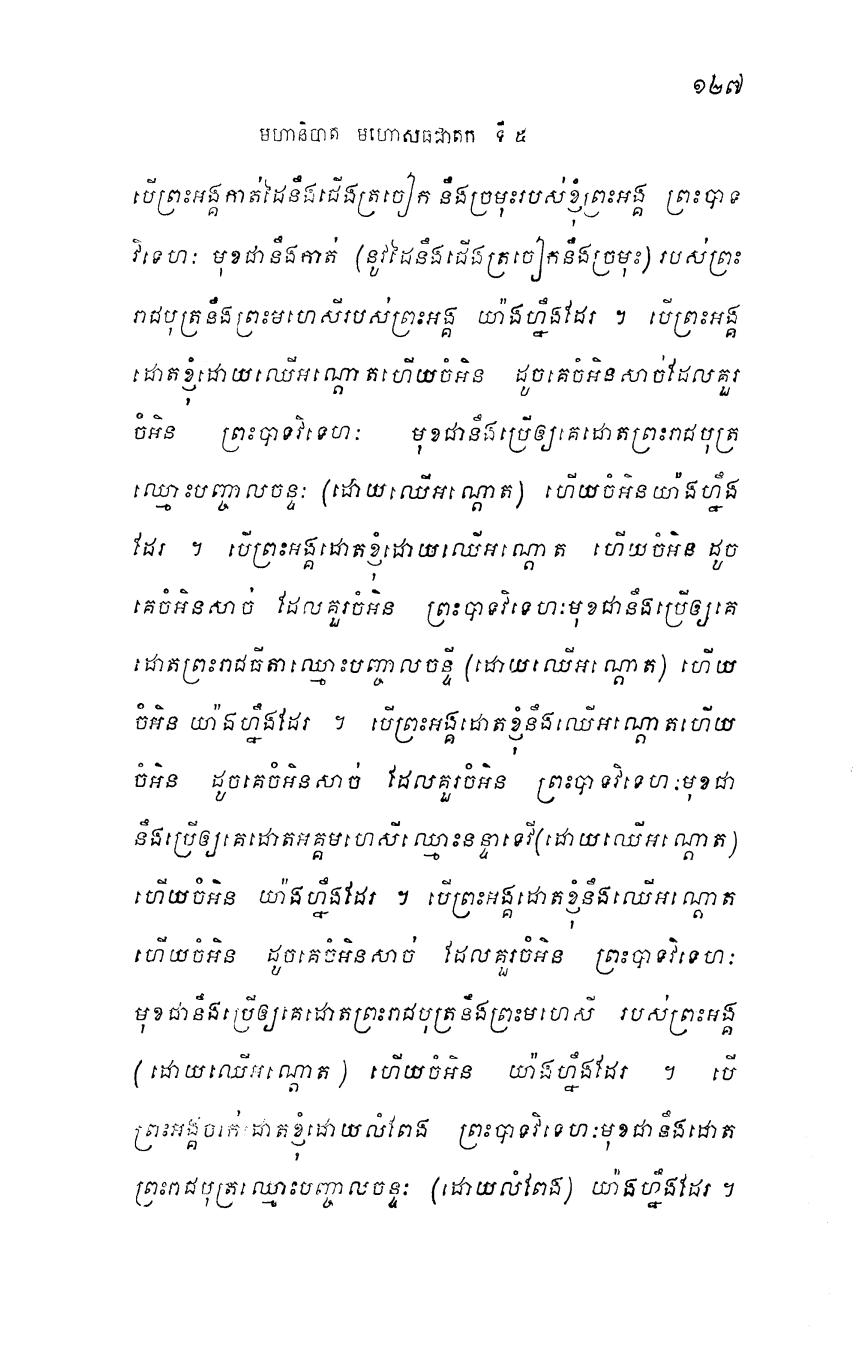 ១២៧
មហានិបាត មហោសធជាតក ទី ៥
បើព្រះអង្គកាត់ដៃនឹងជើងត្រចៀក នឹងច្រមុះរបស់ខ្ញុំព្រះអង្គ ព្រះបាទ
វិទេហៈ មុខជានឹងកាត់ (នូវដៃនឹងជើងត្រចៀកនឹងច្រមុះ) របស់ព្រះ
រាជបុត្រនឹងព្រះមហេសីរបស់ព្រះអង្គ យ៉ាងហ្នឹងដែរ ។ បើព្រះអង្គ
ដោតខ្ញុំដោយឈើអណ្តោតហើយចំអិន ដូចគេចំអិនសាច់ដែលគួរ
ចំអិន ព្រះបាទវិទេហៈ មុខជានឹងប្រើឲ្យគេដោតព្រះរាជបុត្រ
ឈ្មោះបញ្ចាលចន្ទៈ (ដោយឈើអណ្តោត) ហើយចំអិនយ៉ាងហ្នឹង
ដែរ ។ បើព្រះអង្គដោតខ្ញុំដោយឈើអណ្តោត ហើយចំអិន ដូច
គេចំអិនសាច់ ដែលគួរចំអិន ព្រះបាទវិទេហៈមុខជានឹងប្រើឲ្យគេ
ដោតព្រះរាជធីតាឈ្មោះបញ្ចាលចន្ទី (ដោយឈើអណ្តោត) ហើយ
ចំអិន យ៉ាងហ្នឹងដែរ ។ បើព្រះអង្គដោតខ្ញុំនឹងឈើអណ្តោតហើយ
ចំអិន ដូចគេចំអិនសាច់ ដែលគួរចំអិន ព្រះបាទវិទេហៈមុខជា
នឹងប្រើឲ្យគេដោតអគ្គមហេសីឈ្មោះនន្ទាទេវី(ដោយឈើអណ្តោត)
ហើយចំអិន យ៉ាងហ្នឹងដែរ ។ បើព្រះអង្គដោតខ្ញុំនឹងឈើអណ្តោត
ហើយចំអិន ដូចគេចំអិនសាច់ ដែលគួរចំអិន ព្រះបាទវិទេហៈ
មុខជានឹងប្រើឲ្យគេដោតព្រះរាជបុត្រនឹងព្រះមហេសី របស់ព្រះអង្គ
(ដោយឈើអណ្តោត) ហើយចំអិន យ៉ាងហ្នឹងដែរ ។ បើ
ព្រះអង្គចាក់ដោតខ្ញុំដោយលំពែង ព្រះបាទវិទេហៈមុខជានឹងដោត
ព្រះរាជបុត្រឈ្មោះបញ្ចាលចន្ទៈ (ដោយលំពែង) យ៉ាងហ្នឹងដែរ ។